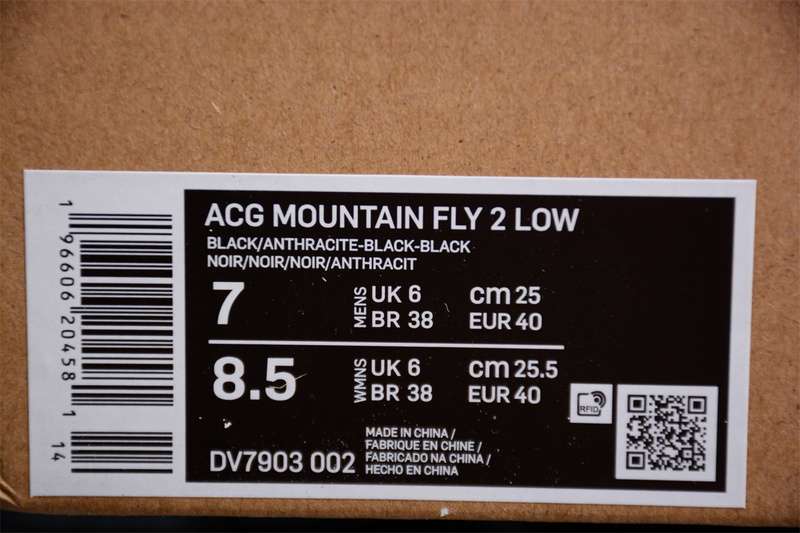 ACG MOUNTAIN FLY 2 LOW
BLACK/ANTHRACITE-BLACK-BLACK
NOIR/NOIR/NOIR/ANTHRACIT
7
MENS
UK 6
cm 25
BR 38
EUR 40
8.5
WMNS
UK 6
cm 25.5
BR 38
EUR 40
RFID
DV7903 002
MADE IN CHINA /
FABRIQUE EN CHINE /
FABRICADO NA CHINA /
HECHO EN CHINA
1 96606 20458 1
14